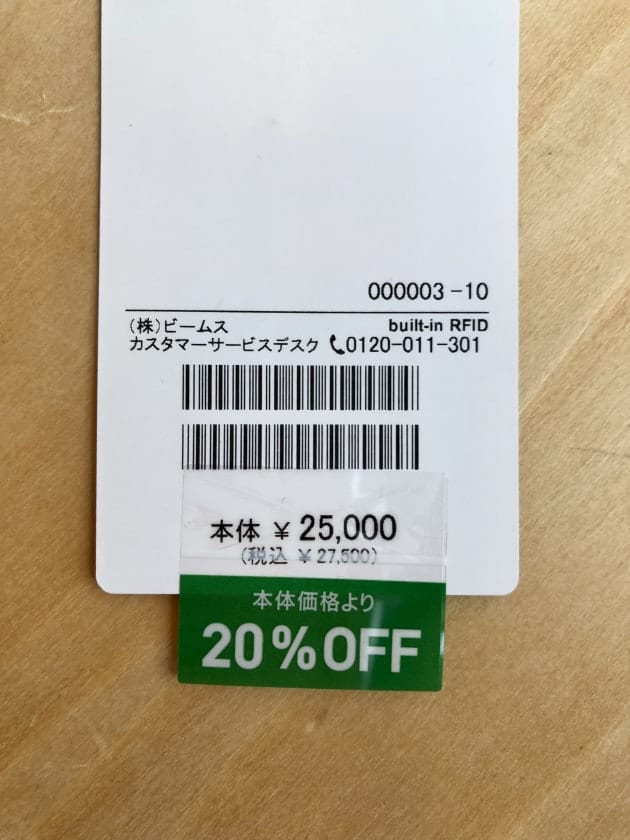 000003-10
(株)ビームス built-in RFID
カスタマーサービスデスク 0120-011-301
本体 ¥ 25,000
(税込 ¥ 27,500)
本体価格より
20%OFF